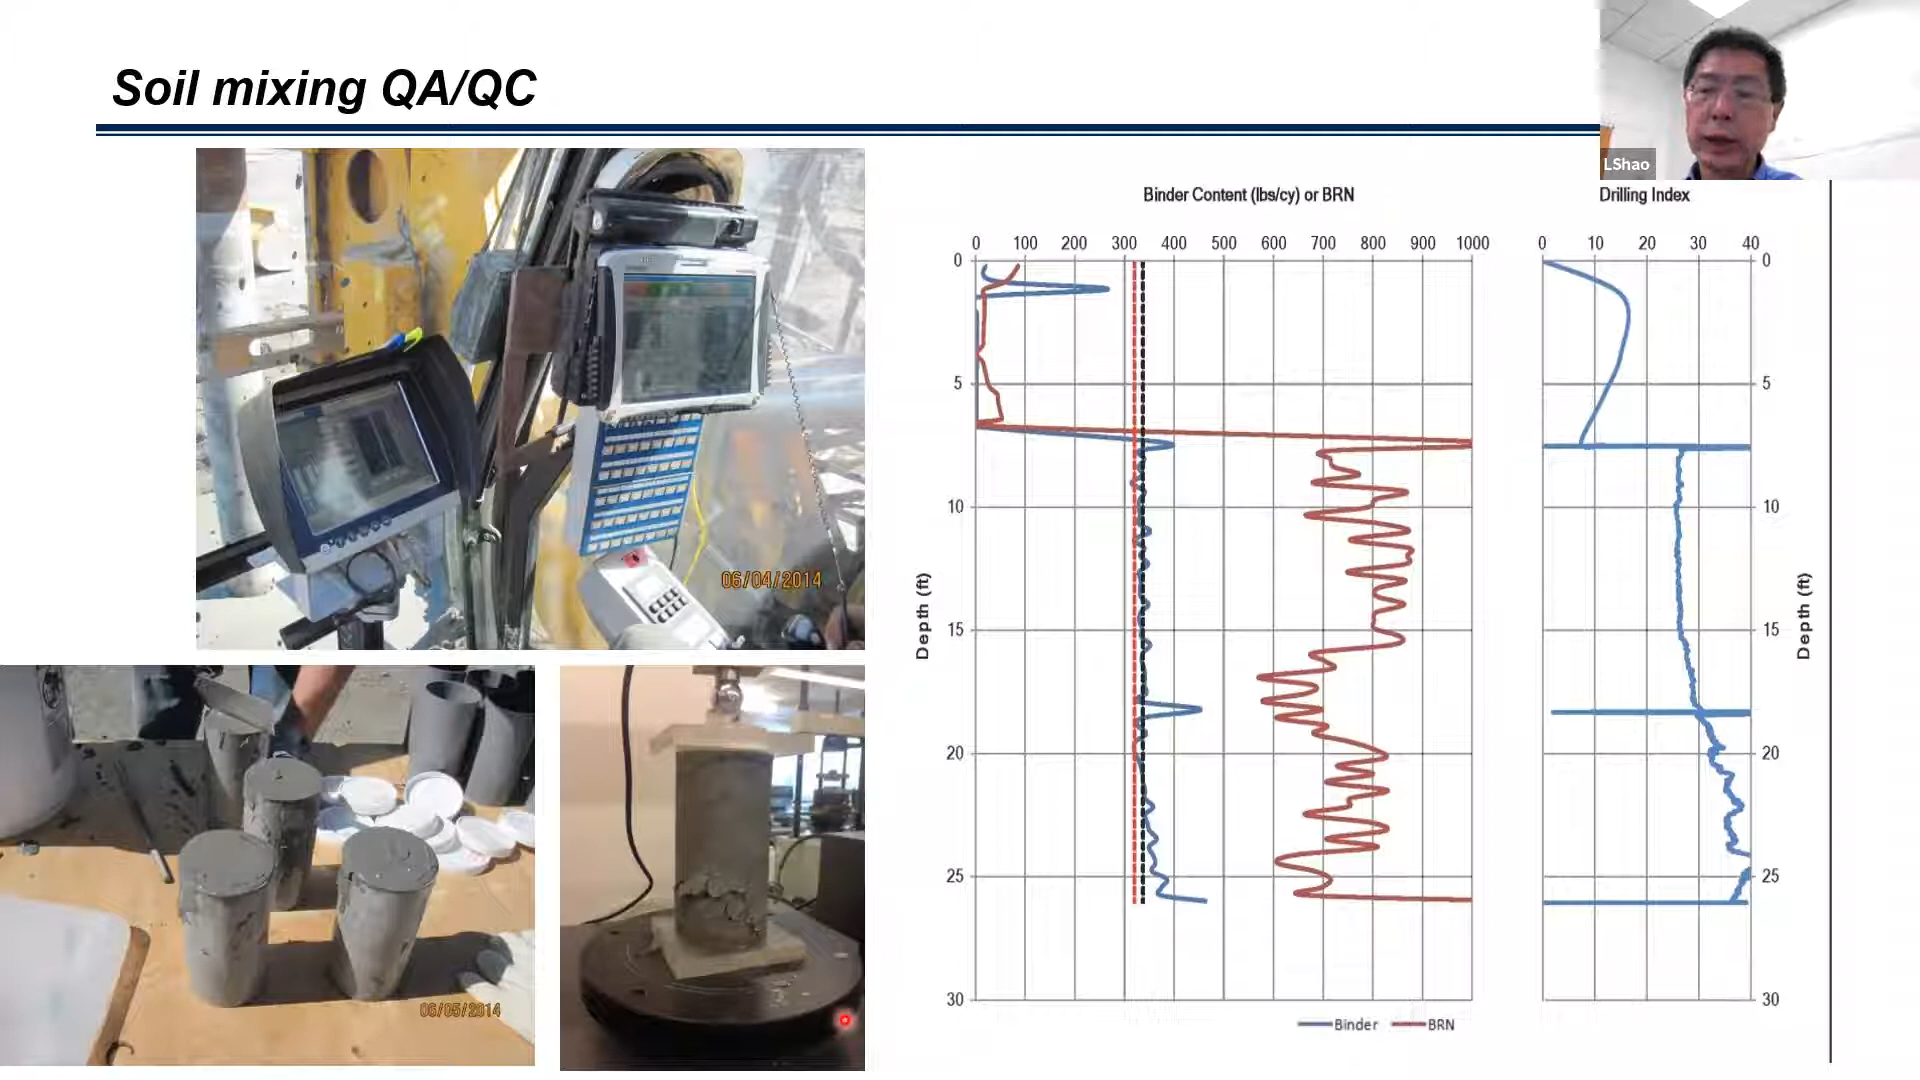 Soil mixing QA/QC
LShao
06/04/2014
06/05/2014
Binder Content (lbs/cy) or BRN
0 100 200 300 400 500 600 700 800 900 1000
0
5
10
15
20
25
30
Depth (ft)
Binder BRN
Drilling Index
0 10 20 30 40
0
5
10
15
20
25
30
Depth (ft)